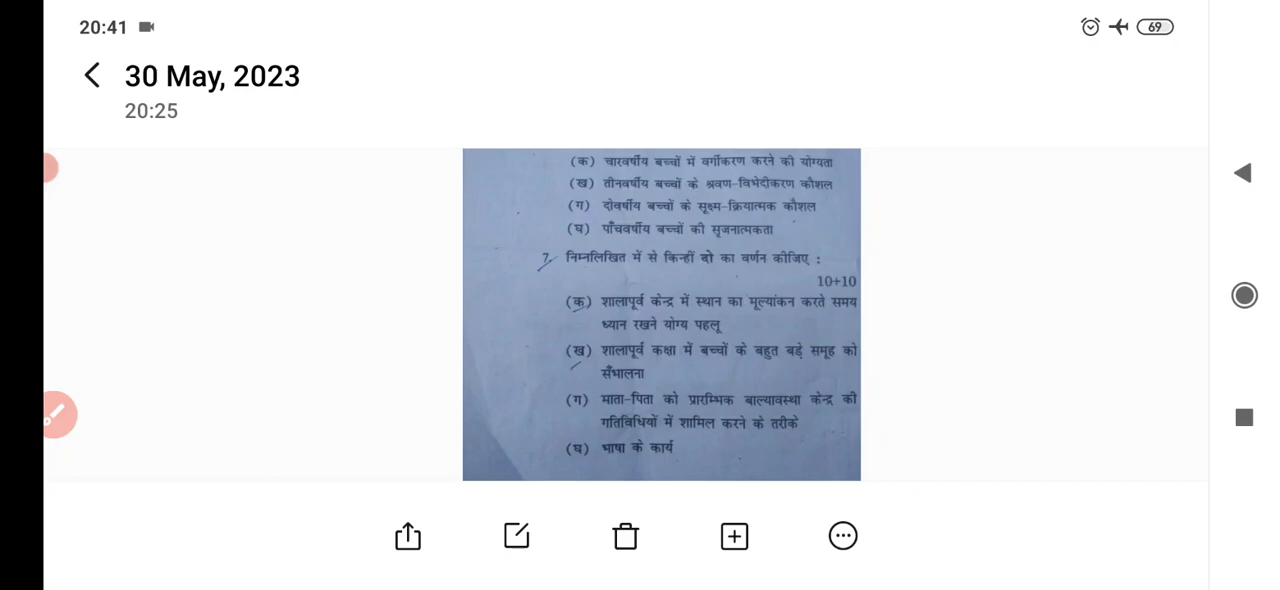 20:41
69
30 May, 2023
20:25
(क) चारवर्षीय बच्चों में वर्गीकरण करने की योग्यता
(ख) तीनवर्षीय बच्चों के श्रवण-विभेदीकरण कौशल
(ग) दोवर्षीय बच्चों के सूक्ष्म-क्रियात्मक कौशल
(घ) पाँचवर्षीय बच्चों की सृजनात्मकता
7. निम्नलिखित में से किन्हीं दो का वर्णन कीजिए :
10+10
(क) शालापूर्व केन्द्र में स्थान का मूल्यांकन करते समय
ध्यान रखने योग्य पहलू
(ख) शालापूर्व कक्षा में बच्चों के बहुत बड़े समूह को
सँभालना
(ग) माता-पिता को प्रारम्भिक बाल्यावस्था केन्द्र की
गतिविधियों में शामिल करने के तरीके
(घ) भाषा के कार्य